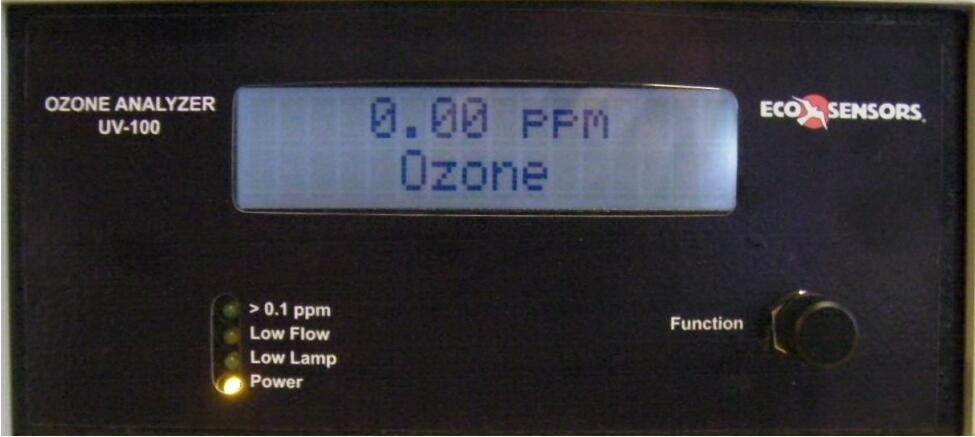 OZONE ANALYZER
UV-100
0.00 ppm
Ozone
ECO SENSORS.
> 0.1 ppm
Low Flow
Low Lamp
Power
Function